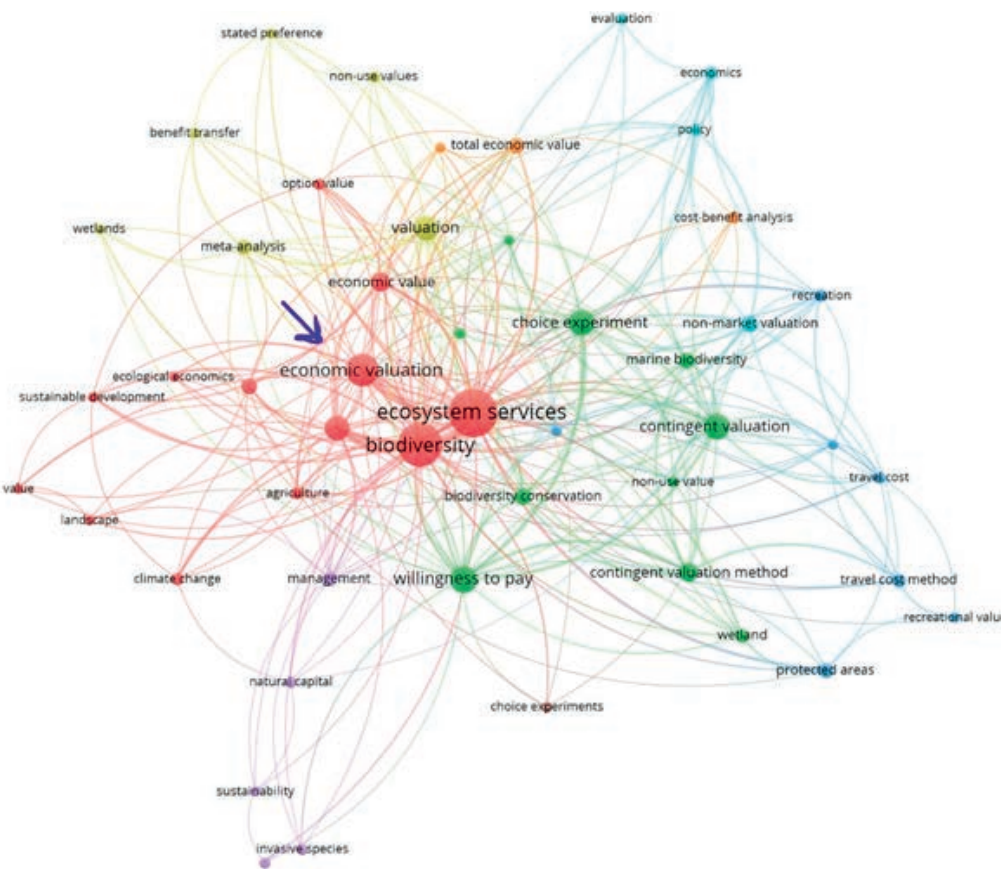 evaluation
stated preference
economics
non-use values
policy
benefit transfer
total economic value
option value
cost-benefit analysis
wetlands
valuation
meta-analysis
economic value
recreation
choice experiment
non-market valuation
marine biodiversity
economic valuation
ecological economics
sustainable development
ecosystem services
contingent valuation
biodiversity
travel cost
non-use value
value
agriculture
biodiversity conservation
landscape
contingent valuation method
climate change
management
willingness to pay
travel cost method
recreational valu
wetland
protected areas
natural capital
choice experiments
sustainability
invasive species